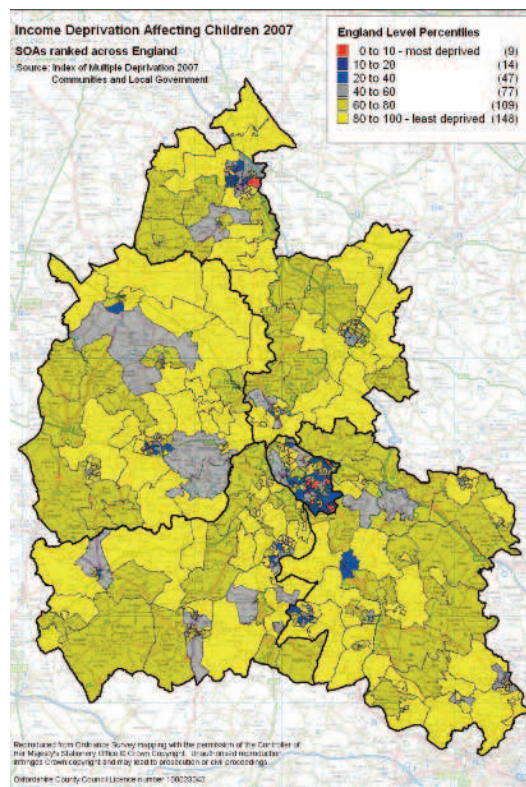 Income Deprivation Affecting Children 2007
SOAs ranked across England
Source: Index of Multiple Deprivation 2007
Communities and Local Government
England Level Percentiles
0 to 10 - most deprived (9)
10 to 20 (14)
20 to 40 (47)
40 to 60 (77)
60 to 80 (109)
80 to 100 - least deprived (148)
Reproduced from Ordnance Survey mapping with the permission of the Controller of
Her Majesty's Stationery Office © Crown Copyright. Unauthorised reproduction
infringes Crown copyright and may lead to prosecution or civil proceedings
Oxfordshire County Council Licence number